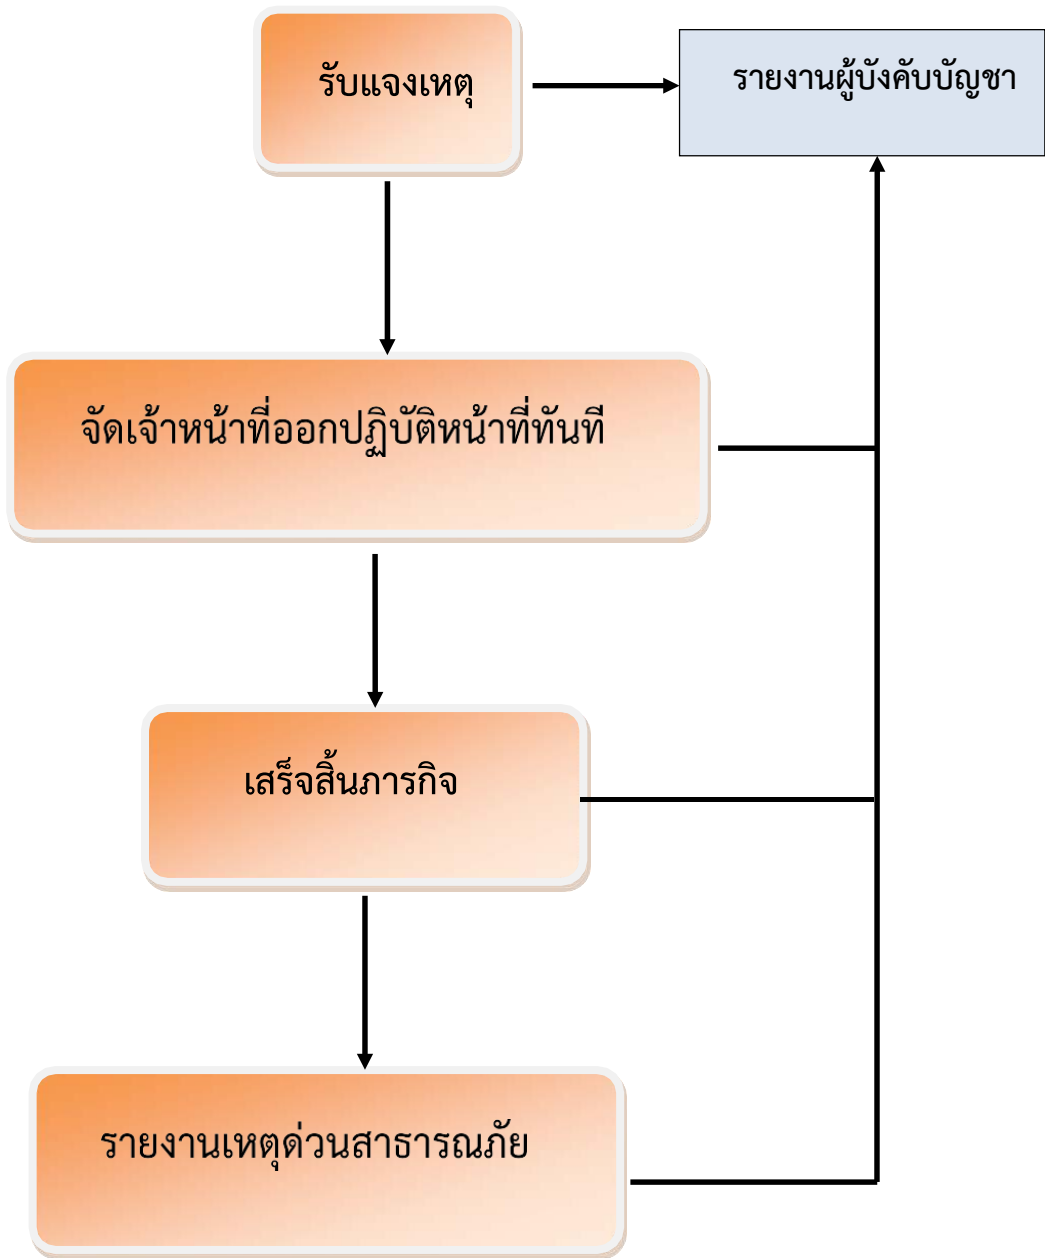 รับแจงเหตุ
รายงานผู้บังคับบัญชา
จัดเจ้าหน้าที่ออกปฏิบัติหน้าที่ทันที
เสร็จสิ้นภารกิจ
รายงานเหตุด่วนสาธารณภัย